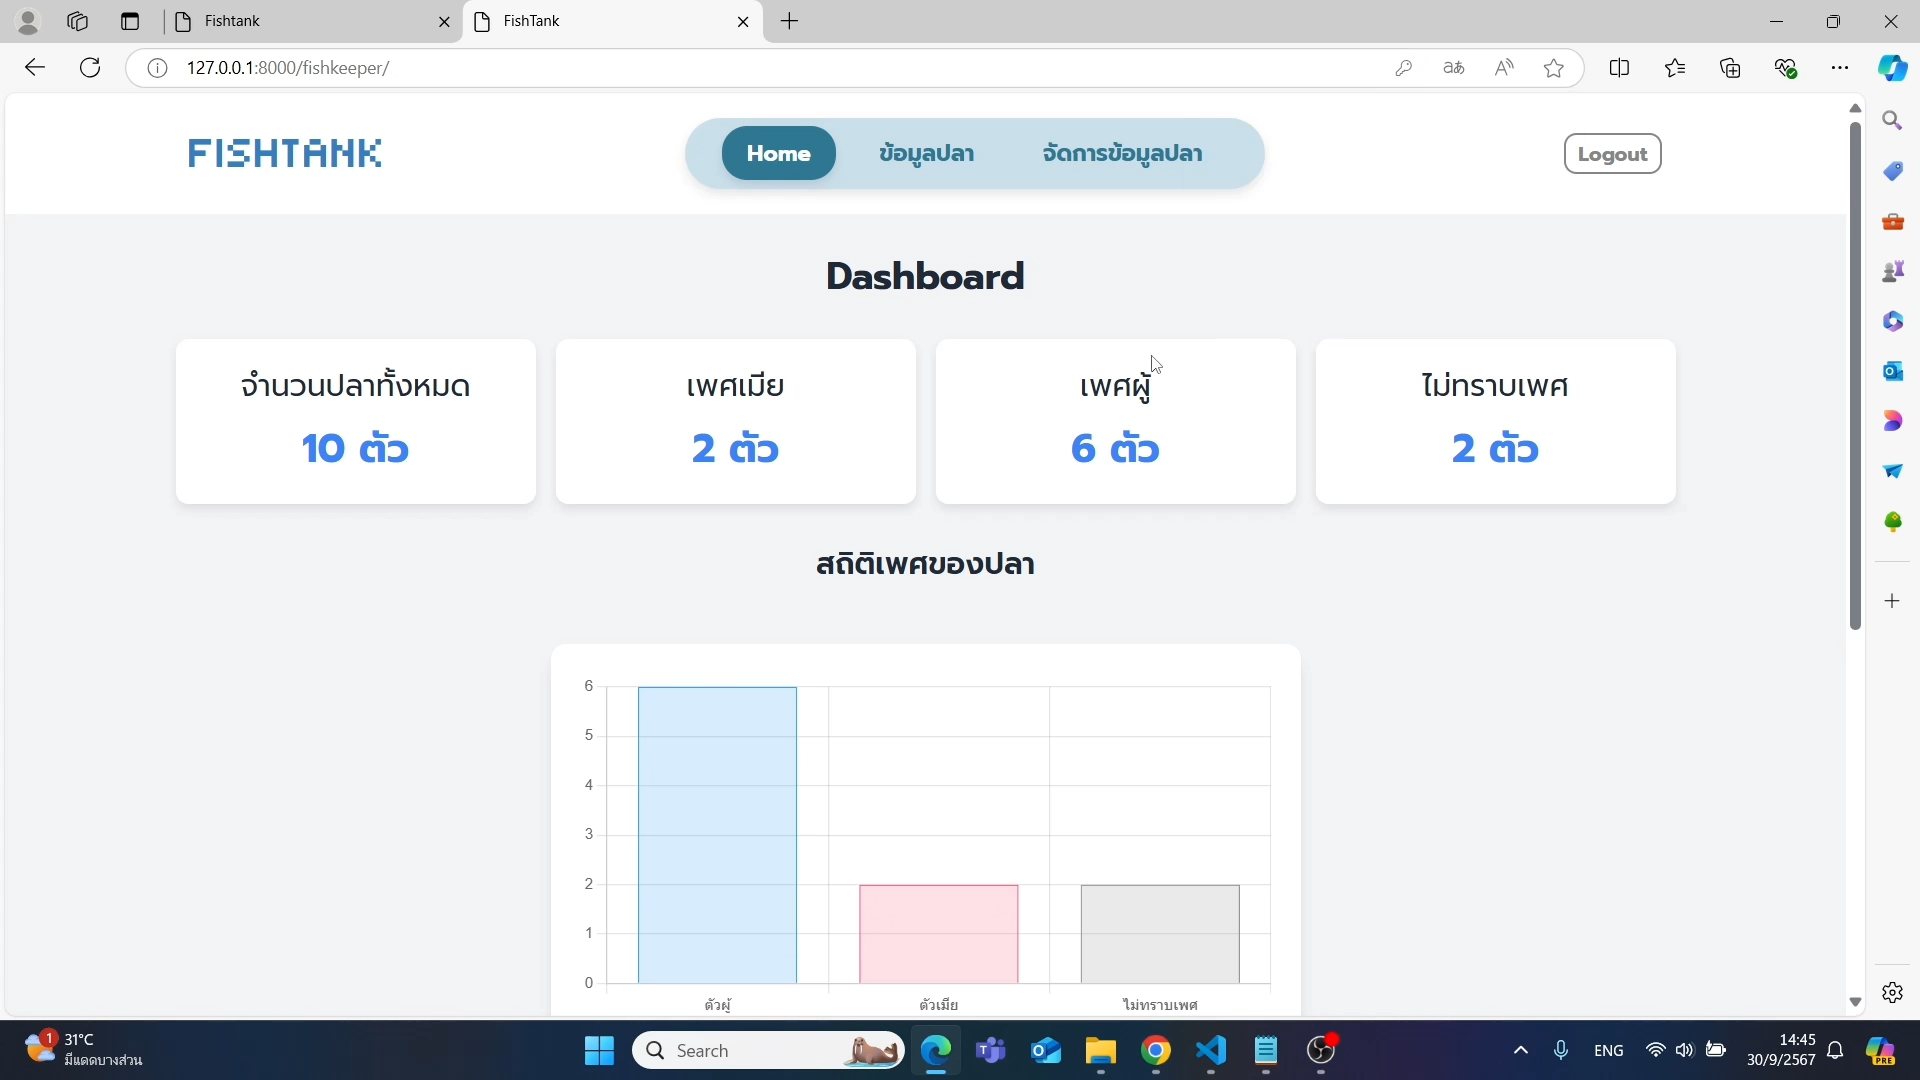 Fishtank
FishTank
127.0.0.1:8000/fishkeeper/
FISHTANK
Home
ข้อมูลปลา
จัดการข้อมูลปลา
Logout
Dashboard
จำนวนปลาทั้งหมด
10 ตัว
เพศเมีย
2 ตัว
เพศผู้
6 ตัว
ไม่ทราบเพศ
2 ตัว
สถิติเพศของปลา
6
5
4
3
2
1
0
ตัวผู้
ตัวเมีย
ไม่ทราบเพศ
1
31°C
มีแดดบางส่วน
Search
ENG
14:45
30/9/2567
PRE